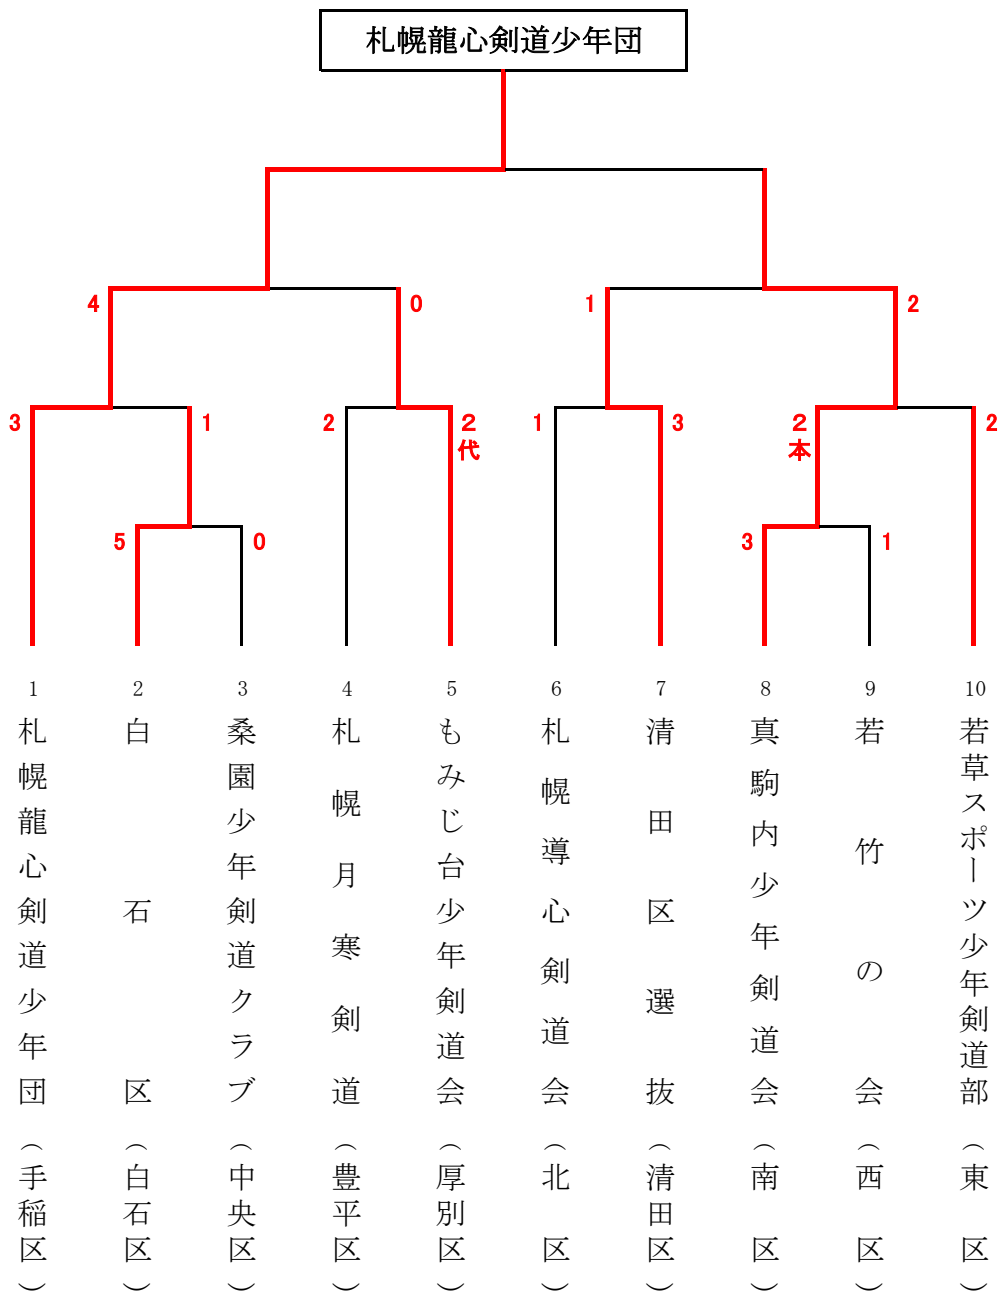 札幌龍心剣道少年団
4
0
1
2
3
1
2
2
代
1
3
2
本
2
5
0
3
1
1
札幌龍心剣道少年団（手稲区）
2
白石区（白石区）
3
桑園少年剣道クラブ（中央区）
4
札幌月寒剣道（豊平区）
5
もみじ台少年剣道会（厚別区）
6
札幌導心剣道会（北区）
7
清田区選抜（清田区）
8
真駒内少年剣道会（南区）
9
若竹の会（西区）
10
若草スポーツ少年剣道部（東区）